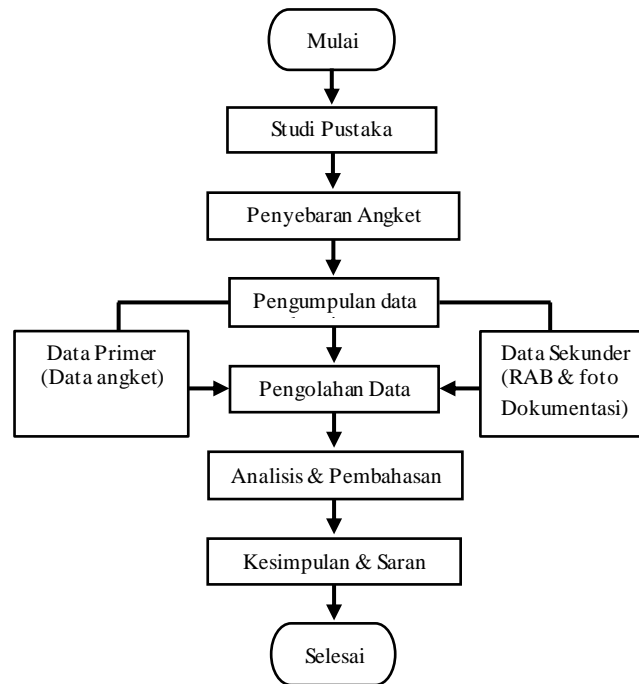 Mulai
Studi Pustaka
Penyebaran Angket
Pengumpulan data
Data Primer
(Data angket)
Data Sekunder
(RAB & foto
Dokumentasi)
Pengolahan Data
Analisis & Pembahasan
Kesimpulan & Saran
Selesai